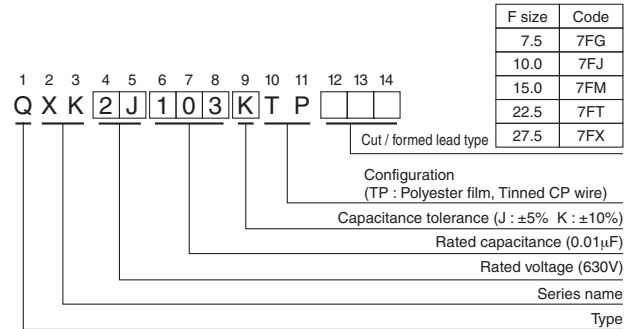 F size Code
7.5 7FG
10.0 7FJ
15.0 7FM
22.5 7FT
27.5 7FX
1 2 3 4 5 6 7 8 9 10 11 12 13 14
Q X K 2 J 1 0 3 K T P
Cut / formed lead type
Configuration
(TP : Polyester film, Tinned CP wire)
Capacitance tolerance (J : ±5% K : ±10%)
Rated capacitance (0.01μF)
Rated voltage (630V)
Series name
Type